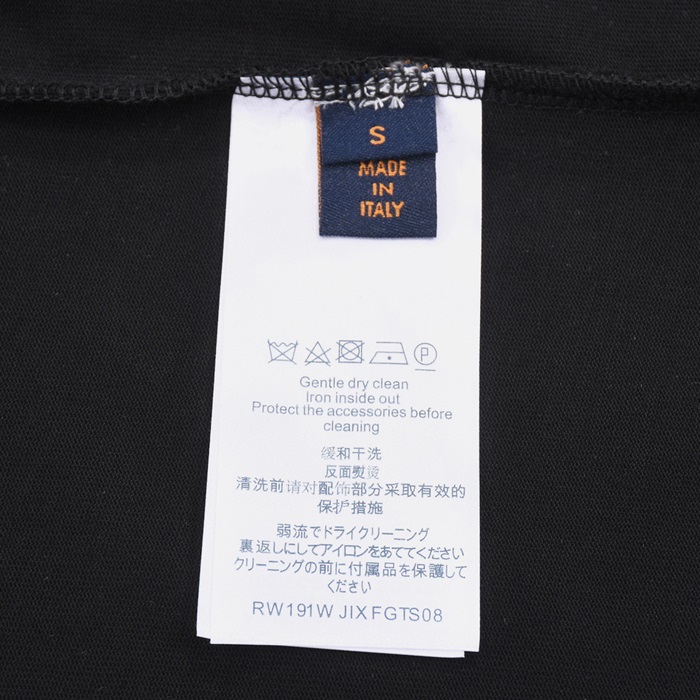 S
MADE
IN
ITALY
P
Gentle dry clean
Iron inside out
Protect the accessories before
cleaning
缓和干洗
反面熨烫
清洗前请对配饰部分采取有效的
保护措施
弱流でドライクリーニング
裏返しにしてアイロンをあててください
クリーニングの前に付属品を保護して
ください
RW191W JIXFGTS08